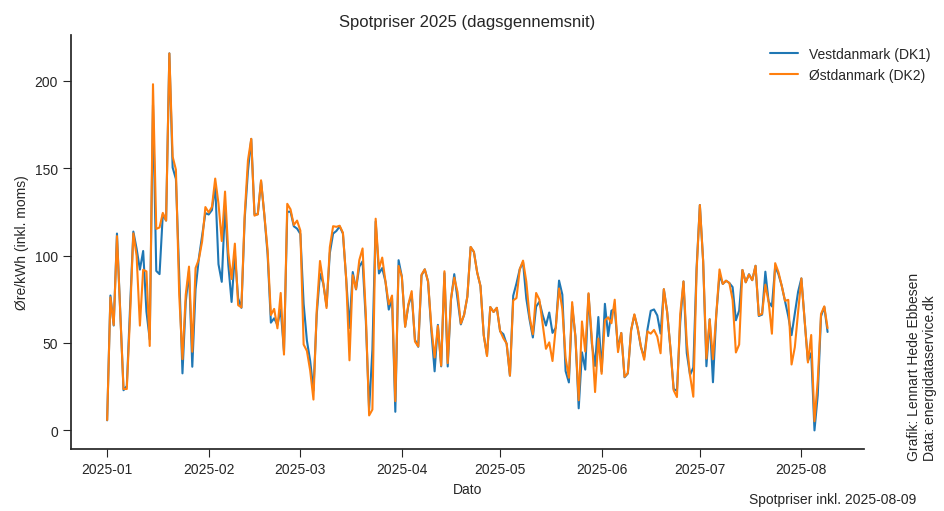 Spotpriser 2025 (dagsgennemsnit)
Vestdanmark (DK1)
Østdanmark (DK2)
Øre/kWh (inkl. moms)
200
150
100
50
0
2025-01 2025-02 2025-03 2025-04 2025-05 2025-06 2025-07 2025-08
Dato
Grafik: Lennart Hede Ebbesen
Data: energidataservice.dk
Spotpriser inkl. 2025-08-09